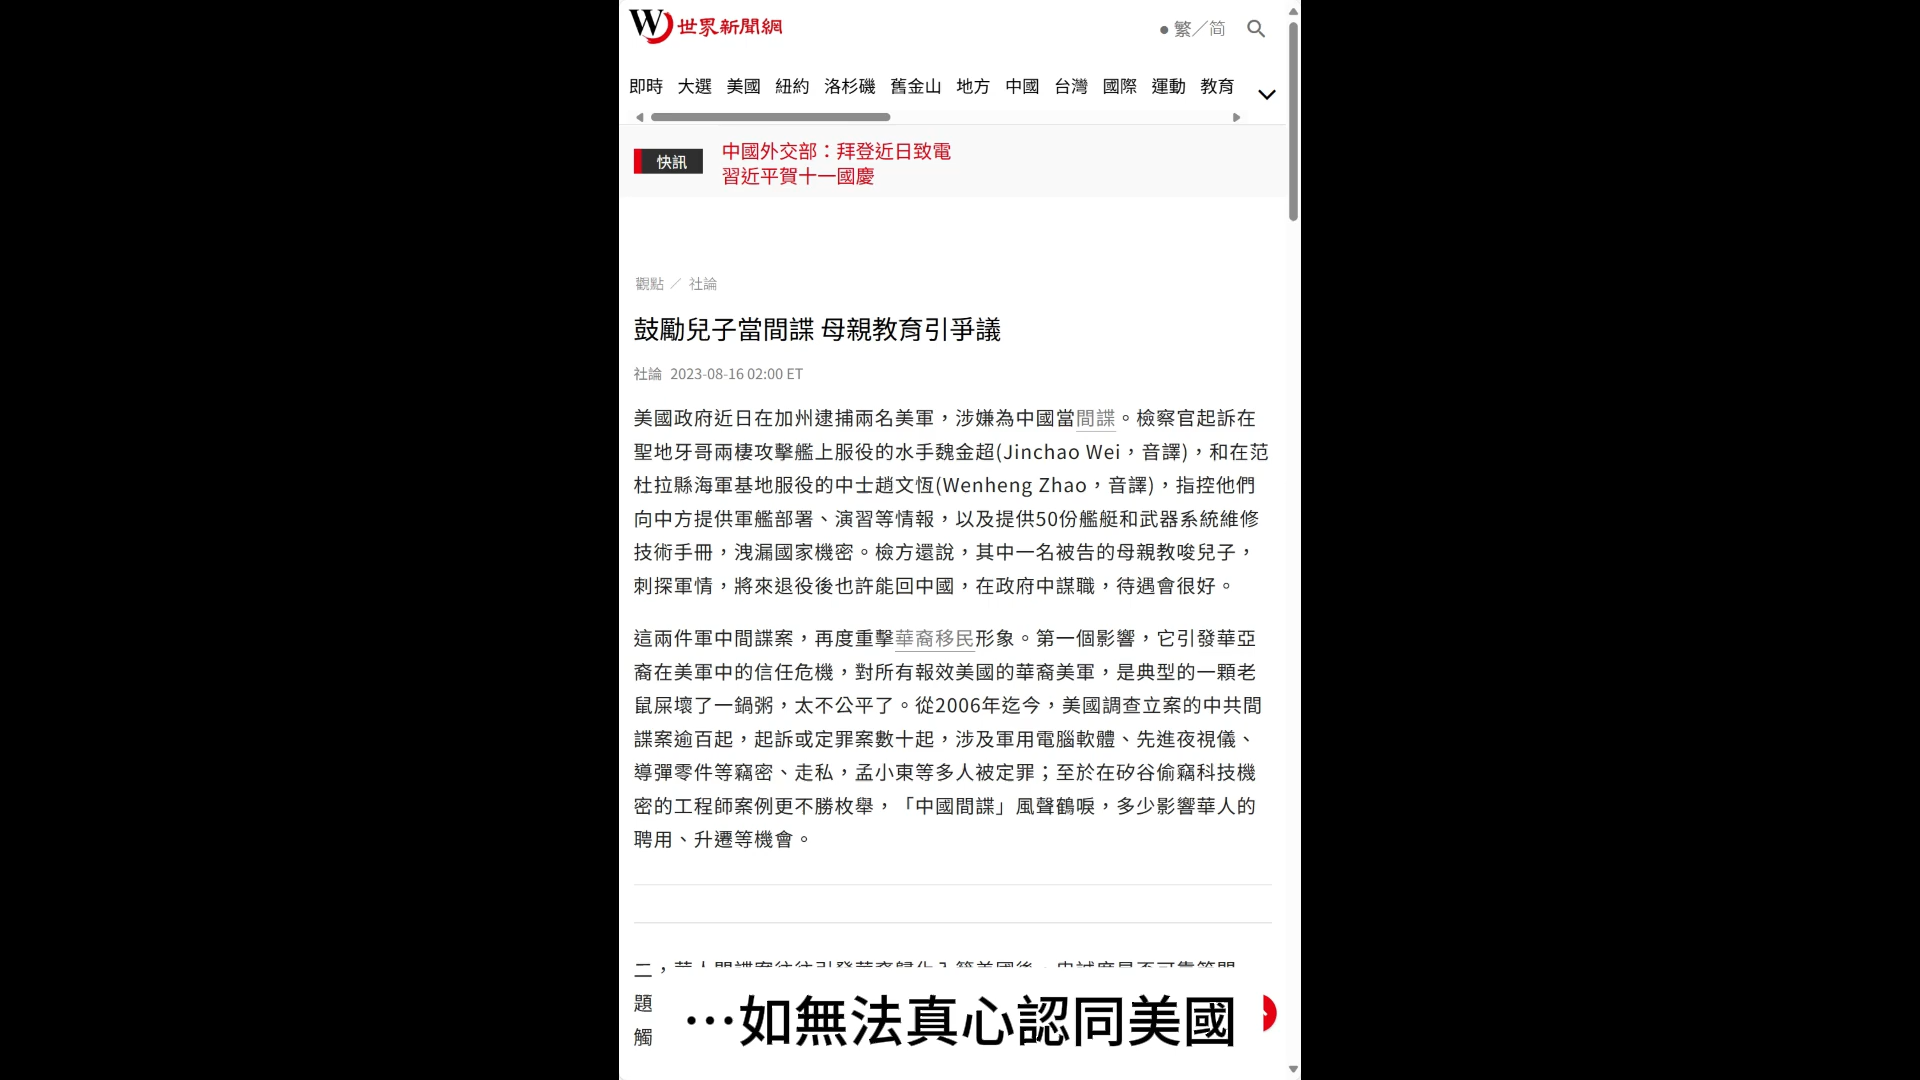 世界新聞網
繁／简
即時 大選 美國 紐約 洛杉磯 舊金山 地方 中國 台灣 國際 運動 教育
快訊
中國外交部：拜登近日致電
習近平賀十一國慶
觀點 ／ 社論
鼓勵兒子當間諜 母親教育引爭議
社論 2023-08-16 02:00 ET
美國政府近日在加州逮捕兩名美軍，涉嫌為中國當間諜。檢察官起訴在
聖地牙哥兩棲攻擊艦上服役的水手魏金超(Jinchao Wei，音譯)，和在范
杜拉縣海軍基地服役的中士趙文恆(Wenheng Zhao，音譯)，指控他們
向中方提供軍艦部署、演習等情報，以及提供50份艦艇和武器系統維修
技術手冊，洩漏國家機密。檢方還說，其中一名被告的母親教唆兒子，
刺探軍情，將來退役後也許能回中國，在政府中謀職，待遇會很好。
這兩件軍中間諜案，再度重擊華裔移民形象。第一個影響，它引發華亞
裔在美軍中的信任危機，對所有報效美國的華裔美軍，是典型的一顆老
鼠屎壞了一鍋粥，太不公平了。從2006年迄今，美國調查立案的中共間
諜案逾百起，起訴或定罪案數十起，涉及軍用電腦軟體、先進夜視儀、
導彈零件等竊密、走私，孟小東等多人被定罪；至於在矽谷偷竊科技機
密的工程師案例更不勝枚舉，「中國間諜」風聲鶴唳，多少影響華人的
聘用、升遷等機會。
題
觸
…如無法真心認同美國